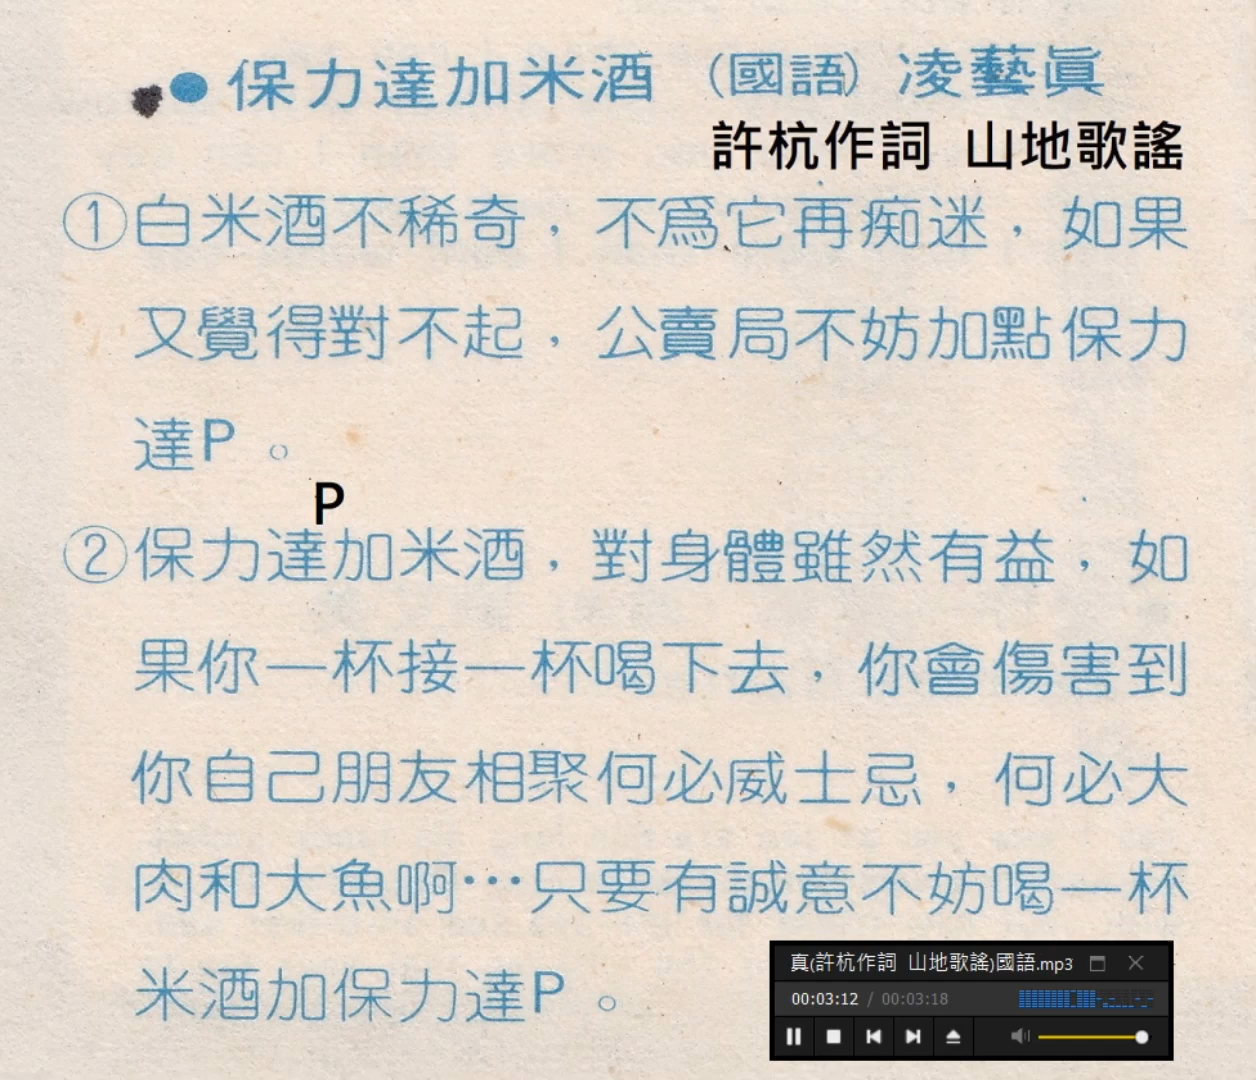 ●保力達加米酒 （國語）凌藝眞
許杭作詞 山地歌謠
①白米酒不稀奇，不爲它再痴迷，如果
又覺得對不起，公賣局不妨加點保力
達P。
P
②保力達加米酒，對身體雖然有益，如
果你一杯接一杯喝下去，你會傷害到
你自己朋友相聚何必威士忌，何必大
肉和大魚啊⋯只要有誠意不妨喝一杯
米酒加保力達P。
真(許杭作詞 山地歌謠)國語.mp3
00:03:12 / 00:03:18